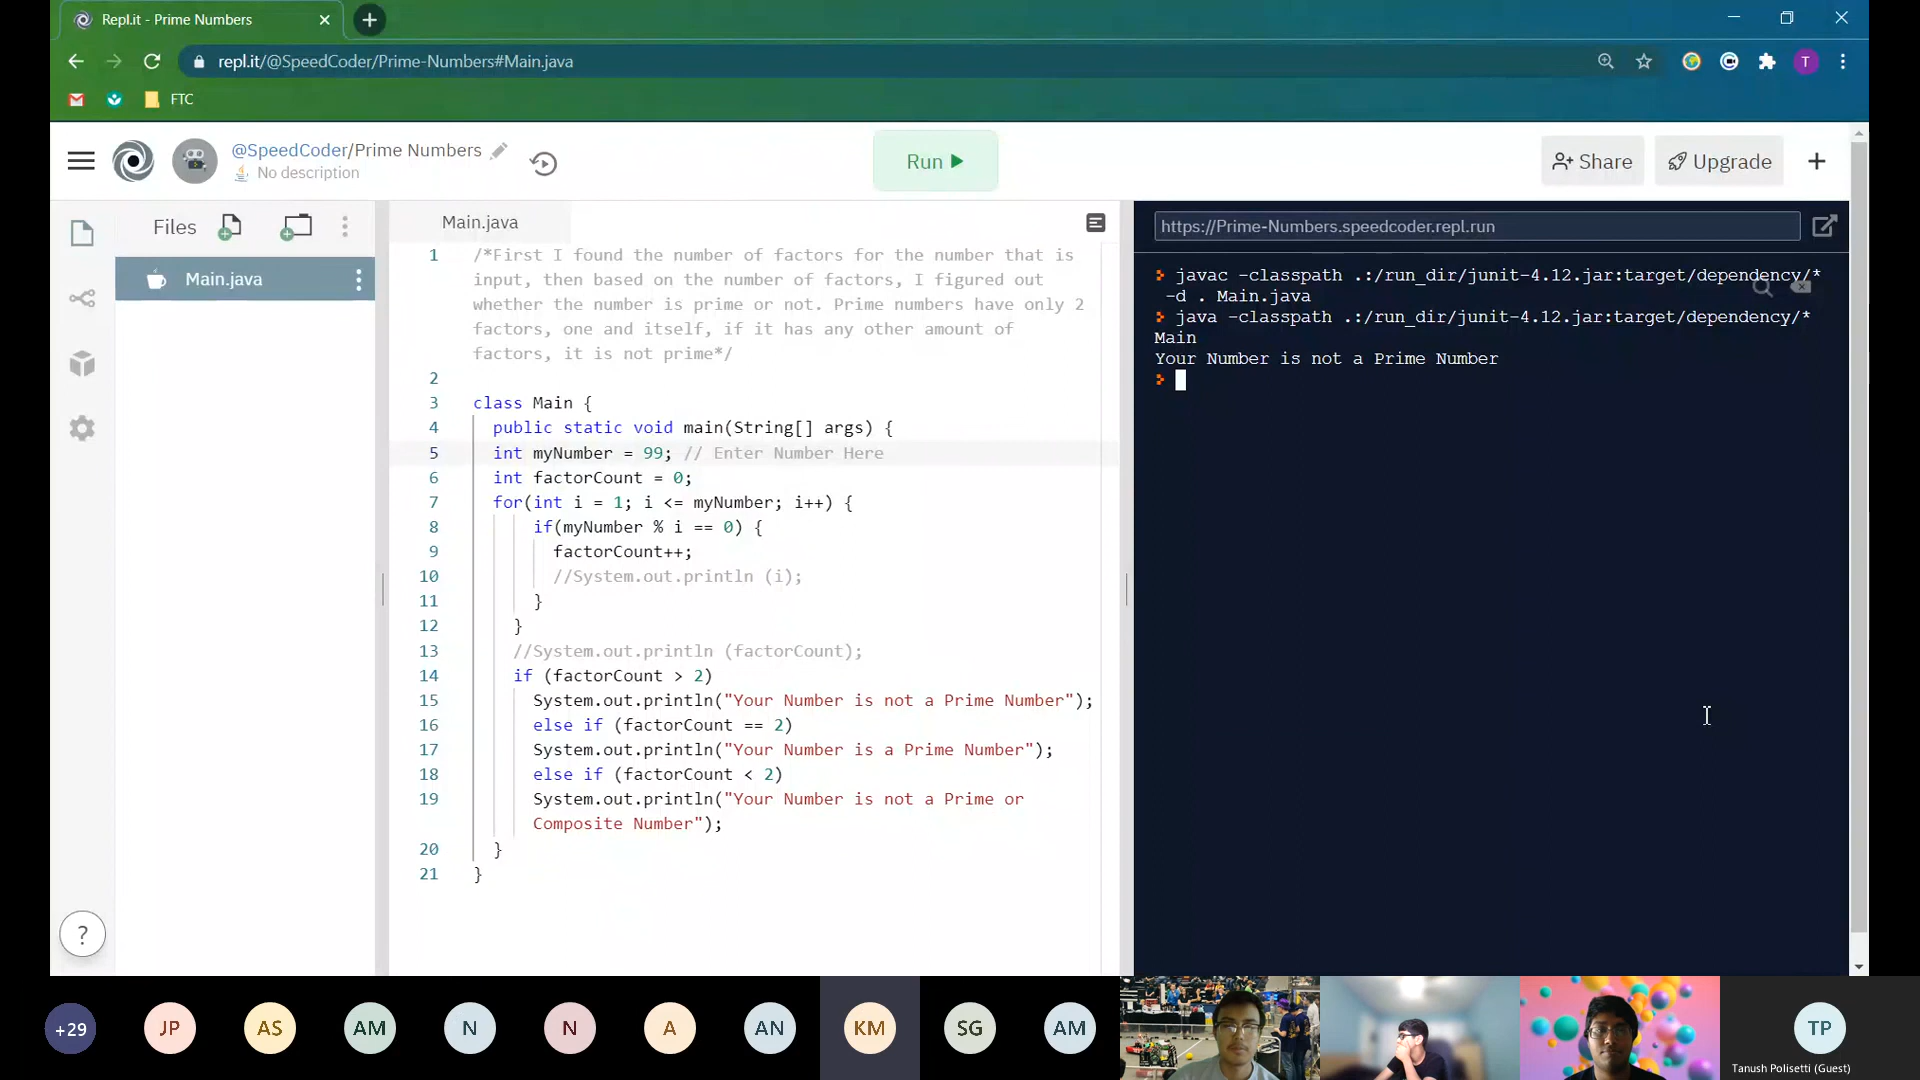 Repl.it - Prime Numbers
repl.it/@SpeedCoder/Prime-Numbers#Main.java
T
FTC
@SpeedCoder/Prime Numbers
No description
Run
Share
Upgrade
Files
Main.java
Main.java
https://Prime-Numbers.speedcoder.repl.run
1 /*First I found the number of factors for the number that is
input, then based on the number of factors, I figured out
whether the number is prime or not. Prime numbers have only 2
factors, one and itself, if it has any other amount of
factors, it is not prime*/
2
3 class Main {
4 public static void main(String[] args) {
5 int myNumber = 99; // Enter Number Here
6 int factorCount = 0;
7 for(int i = 1; i <= myNumber; i++) {
8 if(myNumber % i == 0) {
9 factorCount++;
10 //System.out.println (i);
11 }
12 }
13 //System.out.println (factorCount);
14 if (factorCount > 2)
15 System.out.println("Your Number is not a Prime Number");
16 else if (factorCount == 2)
17 System.out.println("Your Number is a Prime Number");
18 else if (factorCount < 2)
19 System.out.println("Your Number is not a Prime or
Composite Number");
20 }
21 }
javac -classpath .:/run_dir/junit-4.12.jar:target/dependency/*
-d . Main.java
java -classpath .:/run_dir/junit-4.12.jar:target/dependency/*
Main
Your Number is not a Prime Number
?
+29
JP
AS
AM
N
N
A
AN
KM
SG
AM
TP
Tanush Polisetti (Guest)